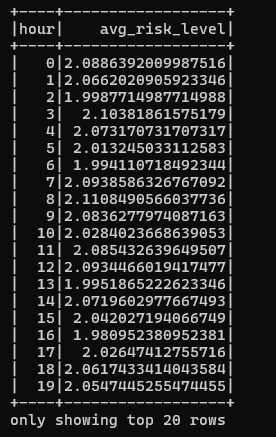 +----+------------------+
|hour|    avg_risk_level|
+----+------------------+
|   0|2.0886392009987516|
|   1|2.0662020905923346|
|   2|1.9987714987714988|
|   3|  2.10381861575179|
|   4| 2.073170731707317|
|   5| 2.013245033112583|
|   6| 1.994110718492344|
|   7|2.0938586326767092|
|   8|2.1108490566037736|
|   9|2.0836277974087163|
|  10|2.0284023668639053|
|  11| 2.085432639649507|
|  12|2.0934466019417477|
|  13|1.9951865222623346|
|  14|2.0719602977667493|
|  15| 2.042027194066749|
|  16| 1.980952380952381|
|  17|  2.02647412755716|
|  18|2.0617433414043584|
|  19|2.0547445255474455|
+----+------------------+
only showing top 20 rows